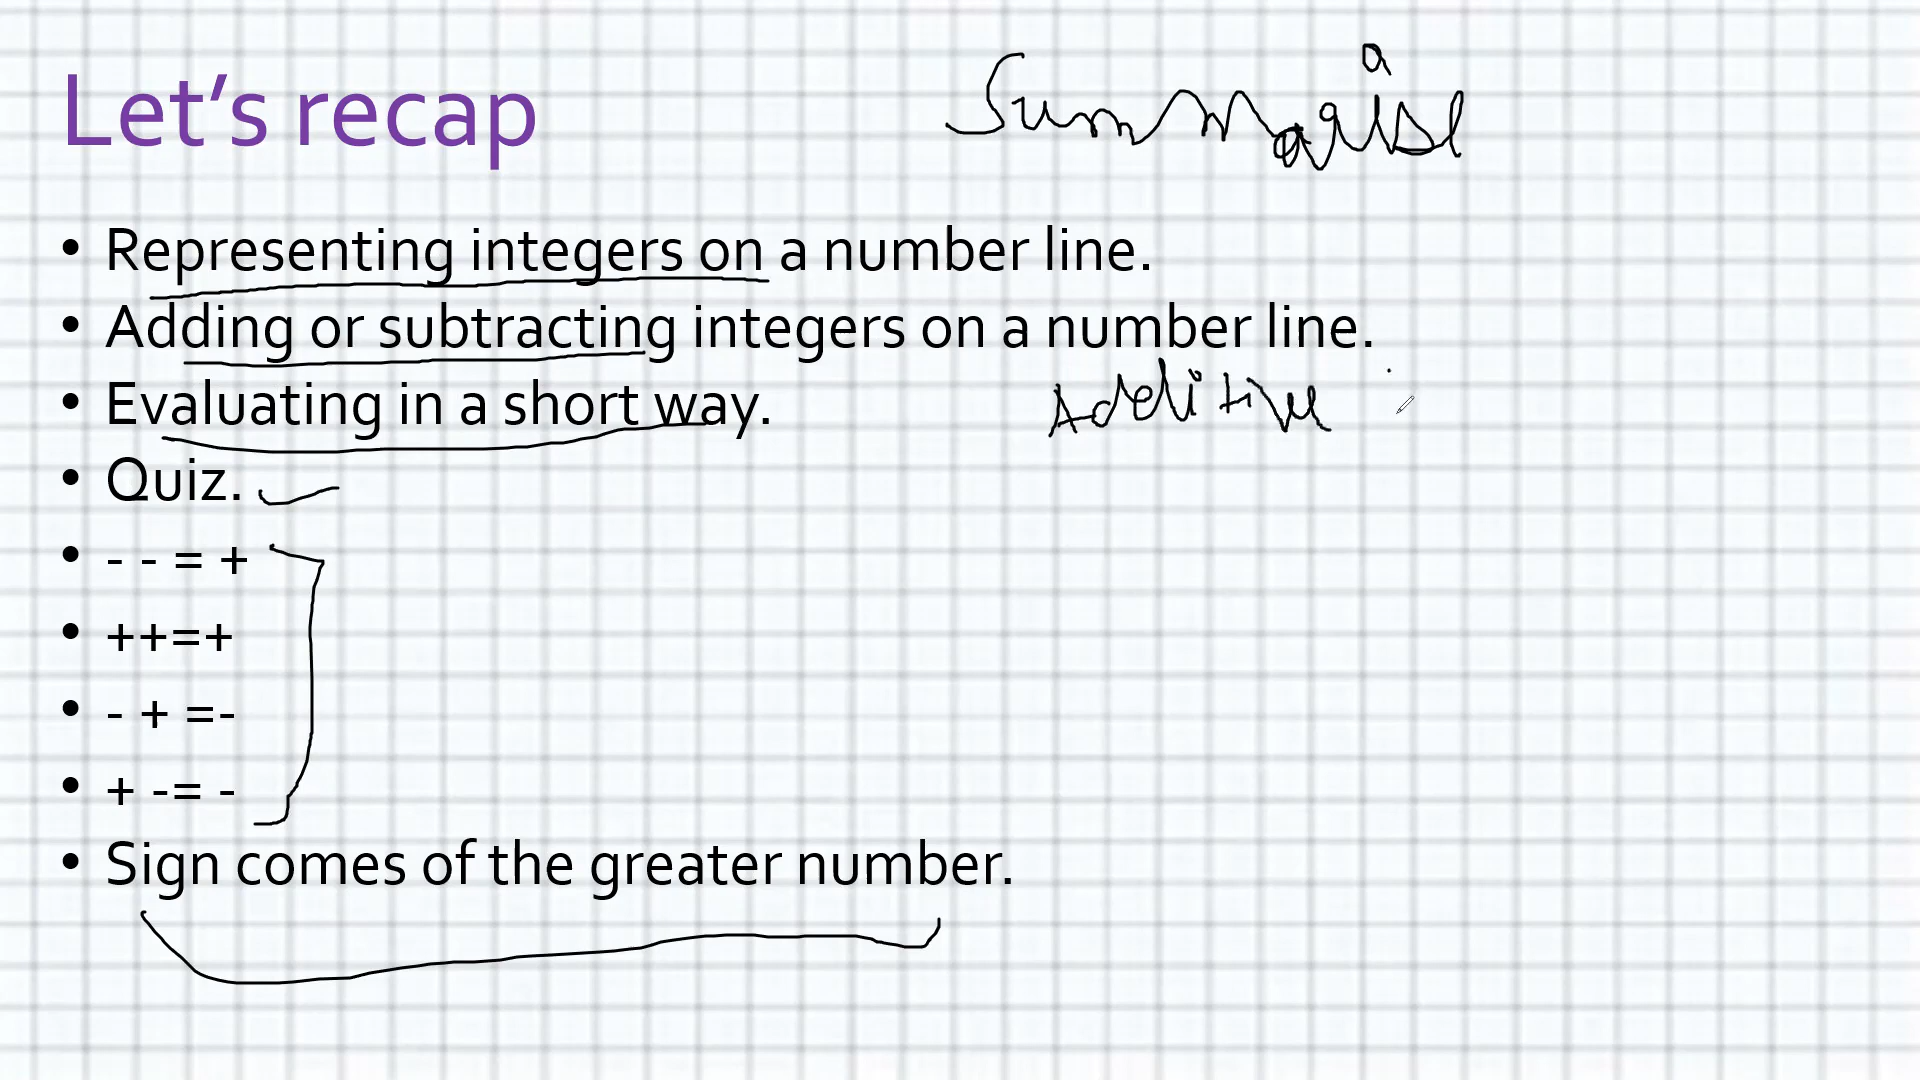 Let's recap
Summarise
• Representing integers on a number line.
• Adding or subtracting integers on a number line.
• Evaluating in a short way.
Additive
• Quiz.
• - - = +
• ++=+
• - + =-
• + -= -
• Sign comes of the greater number.